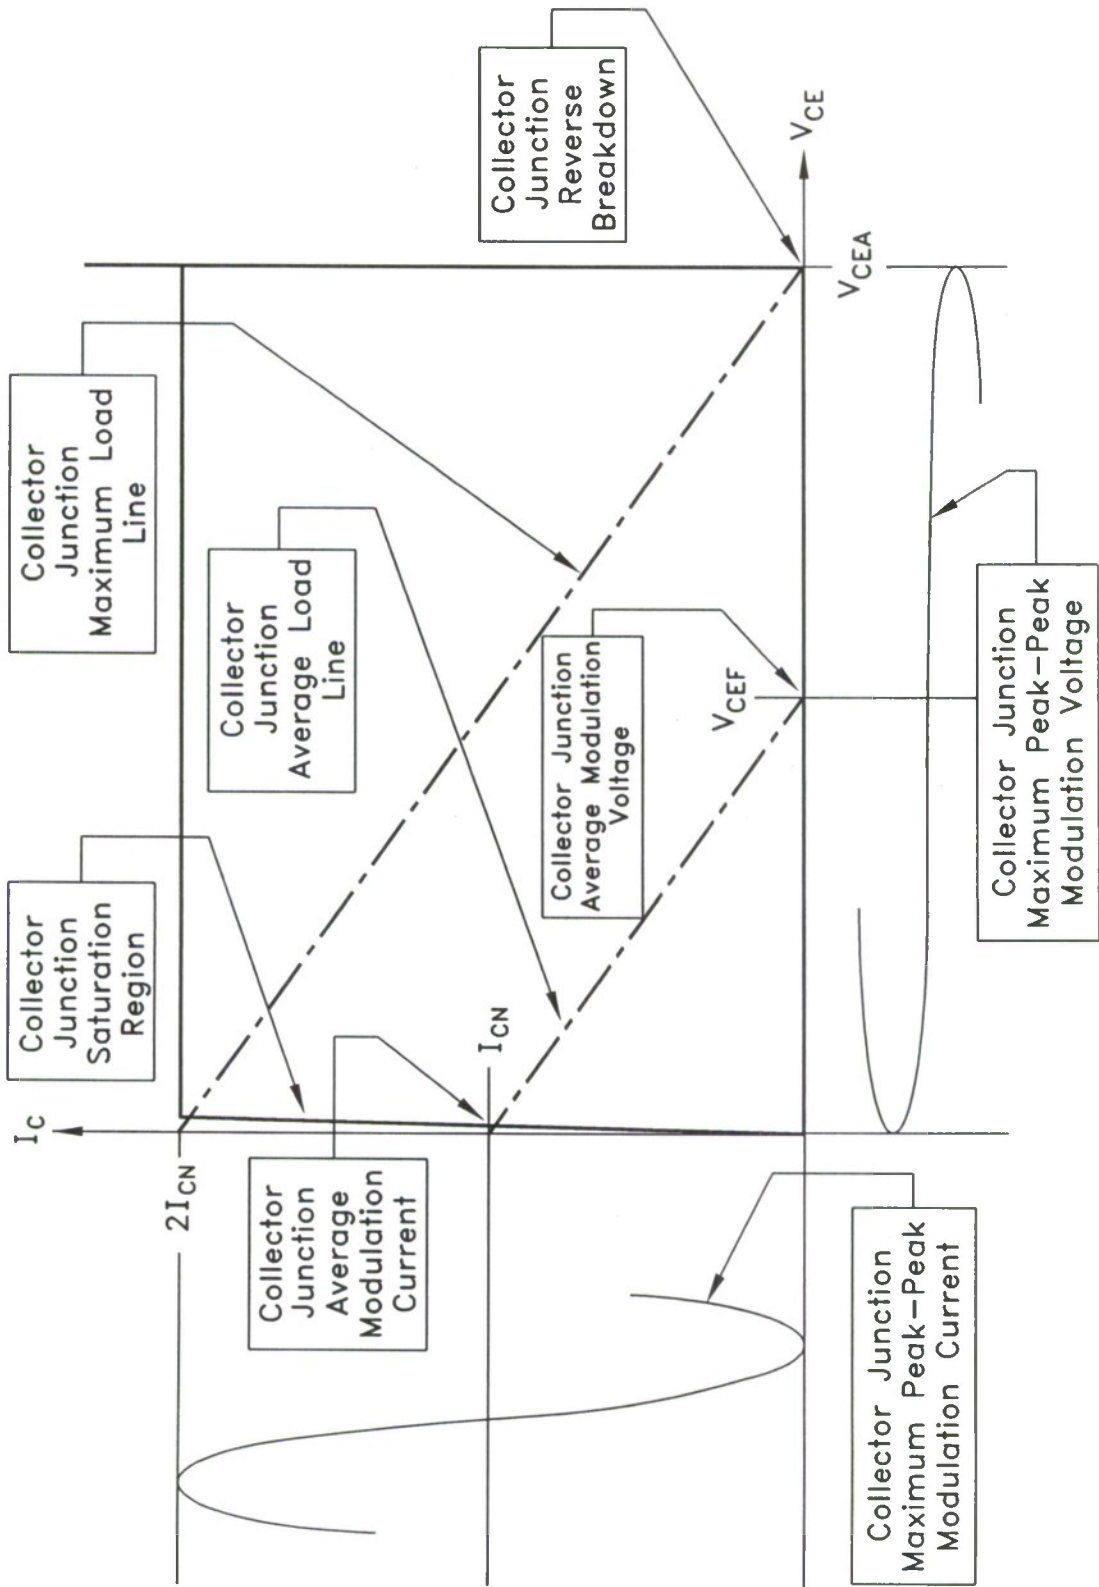 Collector
Junction
Saturation
Region
Collector
Junction
Maximum Load
Line
Collector
Junction
Average Load
Line
Collector
Junction
Reverse
Breakdown
I_C
2I_CN
Collector
Junction
Average
Modulation
Current
I_CN
Collector Junction
Average Modulation
Voltage
V_CEF
V_CEA
V_CE
Collector Junction
Maximum Peak-Peak
Modulation Current
Collector Junction
Maximum Peak-Peak
Modulation Voltage